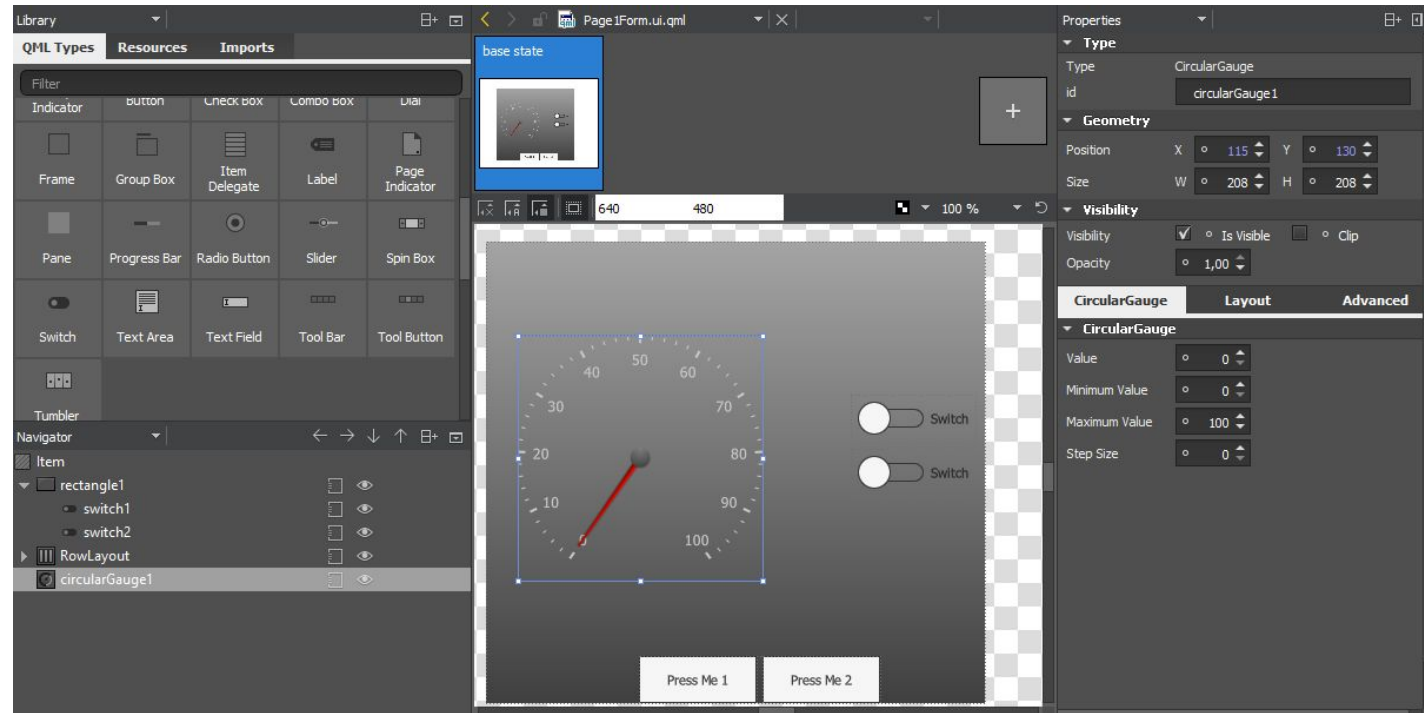 Library
QML Types Resources Imports
Filter
Indicator Button Check Box Combo Box Dial
Frame Group Box Item Delegate Label Page Indicator
Pane Progress Bar Radio Button Slider Spin Box
Switch Text Area Text Field Tool Bar Tool Button
Tumbler
Navigator
Item
rectangle1
switch1
switch2
RowLayout
circularGauge1
Page1Form.ui.qml
base state
+
640 480 100 %
50
40 60
30 70
20 80
10 90
0 100
Switch
Switch
Press Me 1 Press Me 2
Properties
Type
Type CircularGauge
id circularGauge1
Geometry
Position X 115 Y 130
Size W 208 H 208
Visibility
Visibility Is Visible Clip
Opacity 1,00
CircularGauge Layout Advanced
CircularGauge
Value 0
Minimum Value 0
Maximum Value 100
Step Size 0